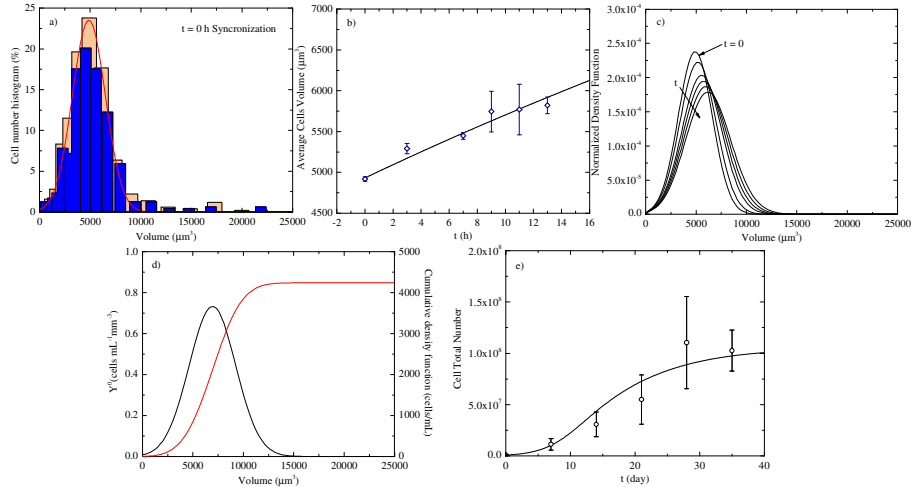 a)
t = 0 h Syncronization
Cell number histogram (%)
25
20
15
10
5
0
0 5000 10000 15000 20000 25000
Volume (μm³)
b)
Average Cells Volume (μm³)
7000
6500
6000
5500
5000
4500
-2 0 2 4 6 8 10 12 14 16
t (h)
c)
t = 0
t
Normalized Density Function
3.0x10⁻⁴
2.5x10⁻⁴
2.0x10⁻⁴
1.5x10⁻⁴
1.0x10⁻⁴
5.0x10⁻⁵
0.0
0 5000 10000 15000 20000 25000
Volume (μm³)
d)
Y⁰(cells mL⁻¹mm⁻³)
1.0
0.8
0.6
0.4
0.2
0.0
0 5000 10000 15000 20000 25000
Volume (μm³)
5000
4000
3000
2000
1000
0
Cumulative density
function (cells/mL)
e)
Cell Total Number
2.0x10⁸
1.5x10⁸
1.0x10⁸
5.0x10⁷
0.0
0 10 20 30 40
t (day)